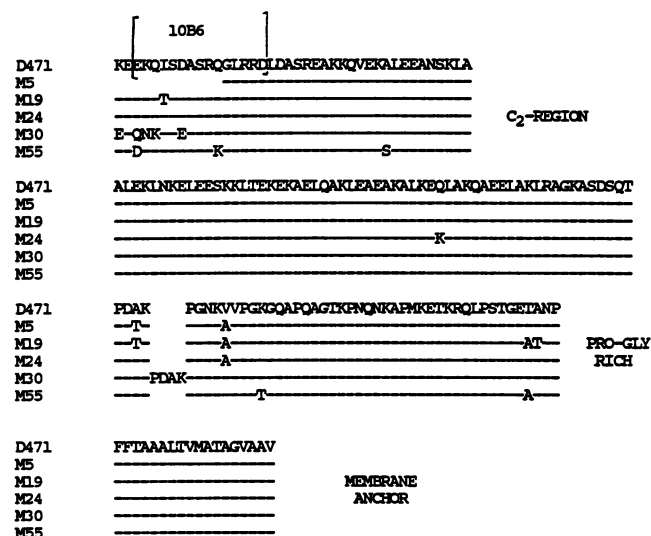 10B6
D471 KEEKQISDASRQGLRRDLDASREAKKQVEKALEEANSKLA
M5
M19 T
M24 C2-REGION
M30 E QNK E
M55 D K S
D471 ALEKLNKELEESKKLTEKEKAELQAKLEAEAKALKEQLAKQAEELAKLRAGKASDSQT
M5
M19
M24 K
M30
M55
D471 PDAK PGNKVVPGKGQAPQAGTKPNQNKAPMKETKRQLPSTGETANP
M5 T A
M19 T A AT PRO-GLY
M24 A RICH
M30 PDAK
M55 T A
D471 FFTAAALTVMATAGVAAV
M5
M19 MEMBRANE
M24 ANCHOR
M30
M55